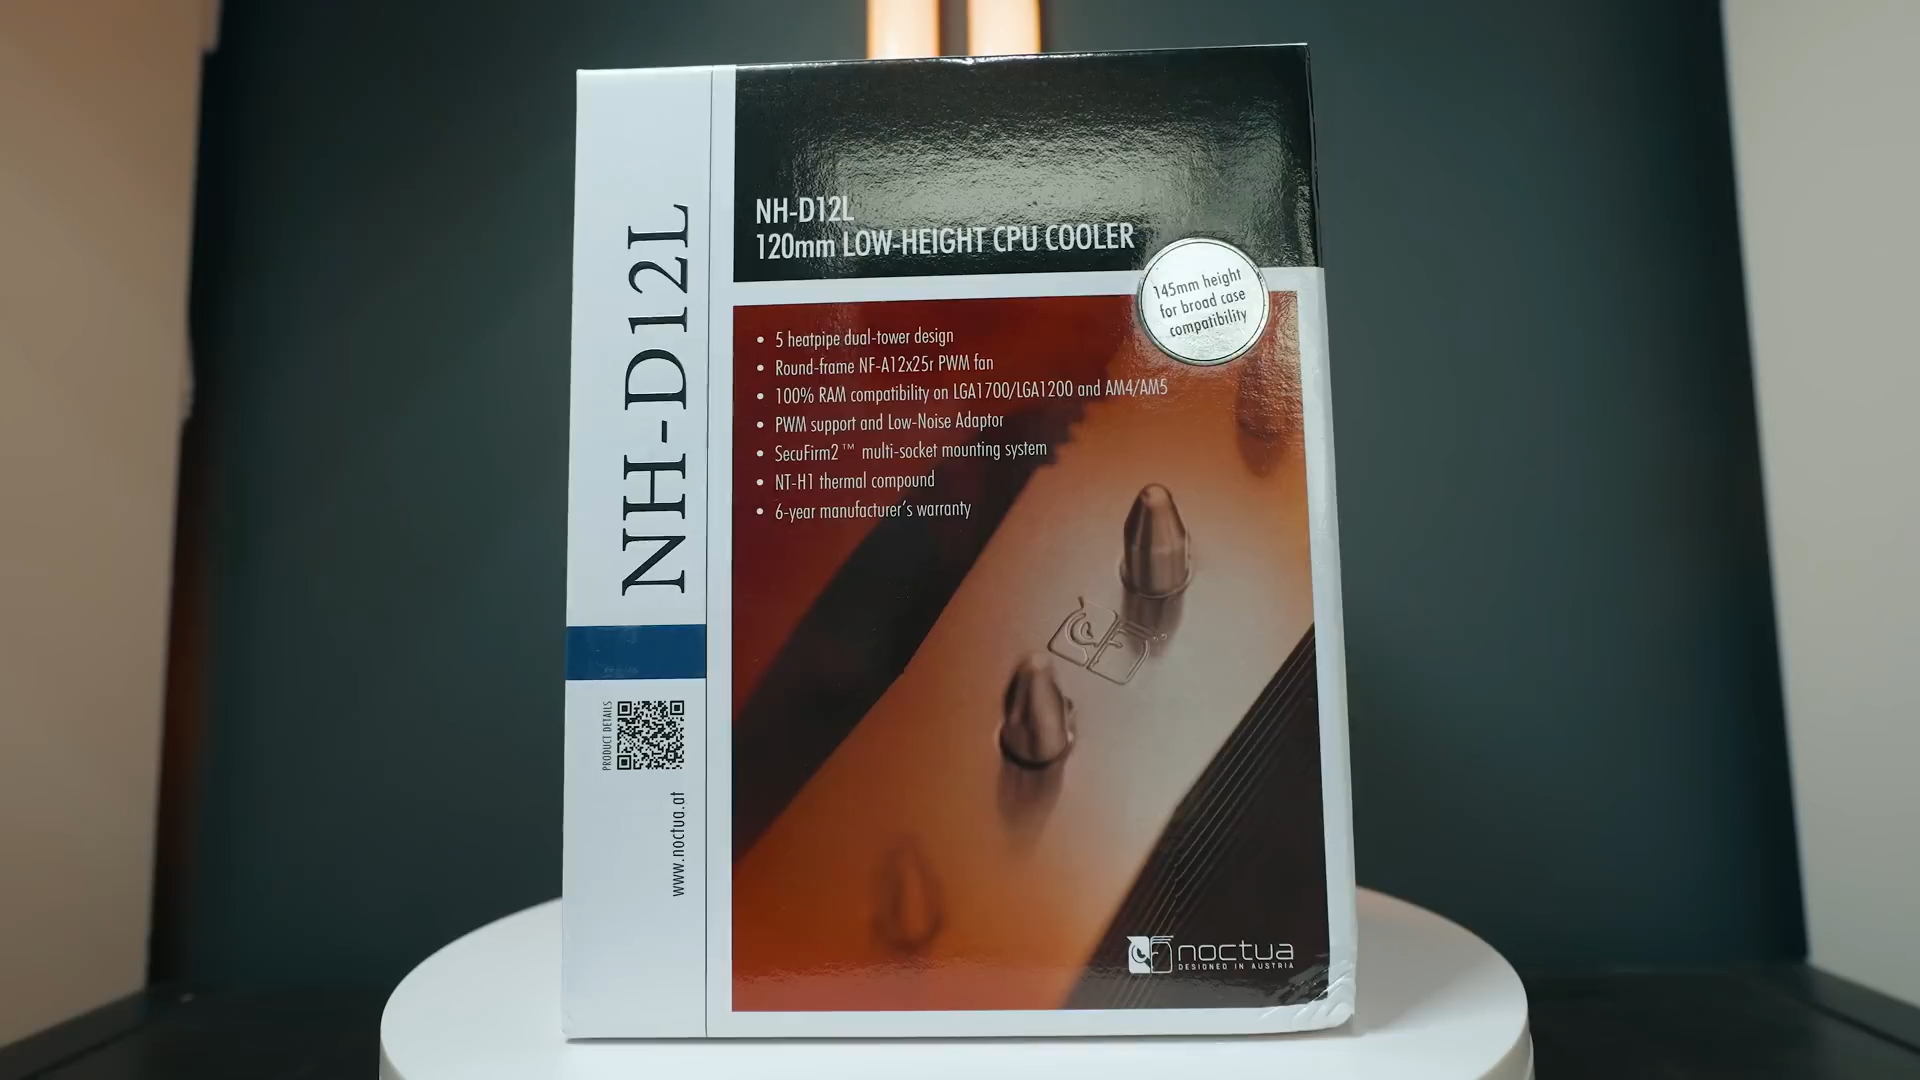 NH-D12L
PRODUCT DETAILS
www.noctua.at
NH-D12L
120mm LOW-HEIGHT CPU COOLER
145mm height
for broad case
compatibility
• 5 heatpipe dual-tower design
• Round-frame NF-A12x25r PWM fan
• 100% RAM compatibility on LGA1700/LGA1200 and AM4/AM5
• PWM support and Low-Noise Adaptor
• SecuFirm2™ multi-socket mounting system
• NT-H1 thermal compound
• 6-year manufacturer's warranty
noctua
DESIGNED IN AUSTRIA